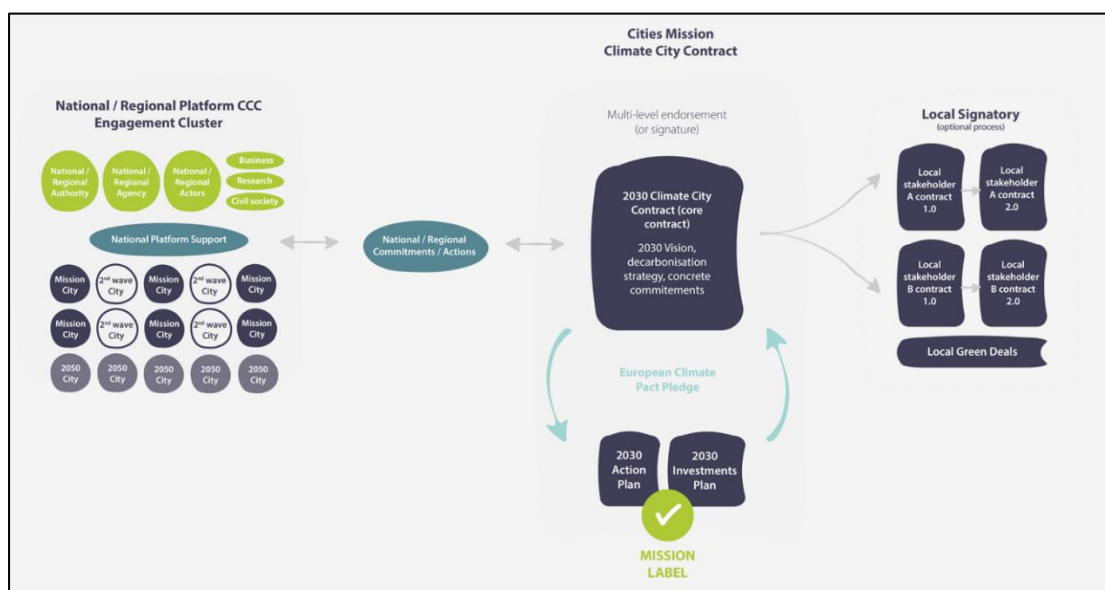 Cities Mission
Climate City Contract
National / Regional Platform CCC
Engagement Cluster
National /
Regional
Authority
National /
Regional
Agency
National /
Regional
Actors
Business
Research
Civil society
National Platform Support
Mission
City
2nd wave
City
Mission
City
2nd wave
City
Mission
City
Mission
City
2nd wave
City
Mission
City
2nd wave
City
Mission
City
2050
City
2050
City
2050
City
2050
City
2050
City
National / Regional
Commitments / Actions
Multi-level endorsement
(or signature)
2030 Climate City
Contract (core
contract)
2030 Vision,
decarbonisation
strategy, concrete
commitements
European Climate
Pact Pledge
2030
Action
Plan
2030
Investments
Plan
MISSION
LABEL
Local Signatory
(optional process)
Local
stakeholder
A contract
1.0
Local
stakeholder
A contract
2.0
Local
stakeholder
B contract
1.0
Local
stakeholder
B contract
2.0
Local Green Deals